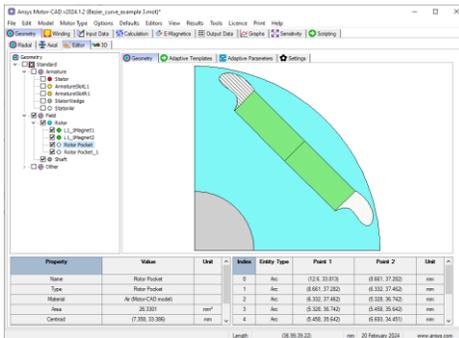 Ansys Motor-CAD v2024.1.2 (Bezier_curve_example 3.mot)*
File Edit Model Motor Type Options Defaults Editors View Results Tools Licence Print Help
Geometry Winding Input Data Calculation E-Magnetics Output Data Graphs Sensitivity Scripting
Radial Axial Editor 3D
Geometry Adaptive Templates Adaptive Parameters Settings
Geometry
Standard
Armature
Stator
ArmatureSlotL1
ArmatureSlotR1
StatorWedge
StatorAir
Field
Rotor
L1_1Magnet1
L1_1Magnet2
Rotor Pocket
Rotor Pocket_1
Shaft
Other
Property Value Unit
Name Rotor Pocket
Type Rotor Pocket
Material Air (Motor-CAD model)
Area 26.3301 mm²
Centroid (7.350, 33.306) mm
Index Entity Type Point 1 Point 2 Unit
0 Arc (12.6, 33.813) (8.661, 37.282) mm
1 Arc (8.661, 37.282) (6.332, 37.462) mm
2 Arc (6.332, 37.462) (5.328, 36.742) mm
3 Arc (5.320, 36.742) (5.458, 35.642) mm
4 Arc (5.458, 35.642) (6.693, 34.451) mm
Length (38.99,39.22) mm 20 February 2024 www.ansys.com